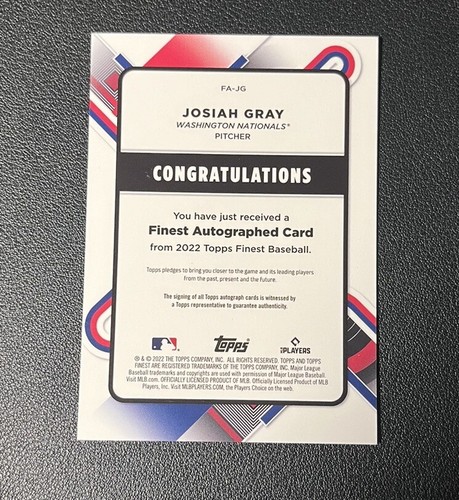 FA-JG
JOSIAH GRAY
WASHINGTON NATIONALS®
PITCHER
CONGRATULATIONS
You have just received a
Finest Autographed Card
from 2022 Topps Finest Baseball.
Topps pledges to bring you closer to the game and its leading players
from the past, present and the future.
The signing of all Topps autograph cards is witnessed by
a Topps representative to guarantee authenticity.
Topps
PLAYERS
® & © 2022 THE TOPPS COMPANY, INC. ALL RIGHTS RESERVED. TOPPS AND TOPPS
FINEST ARE REGISTERED TRADEMARKS OF THE TOPPS COMPANY, INC. Major League
Baseball trademarks and copyrights are used with permission of Major League Baseball.
Visit MLB.com. OFFICIALLY LICENSED PRODUCT OF MLB. Officially Licensed Product of MLB
Players, Inc. Visit MLBPLAYERS.COM, the Players Choice on the web.